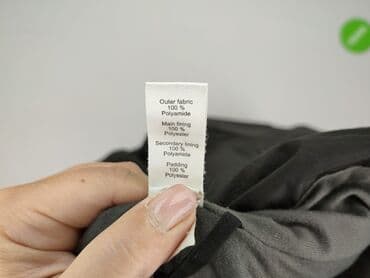 Outer fabric
100 %
Polyamide
Main lining
100 %
Polyester
Secondary lining
100 %
Polyamide
Padding
100 %
Polyester